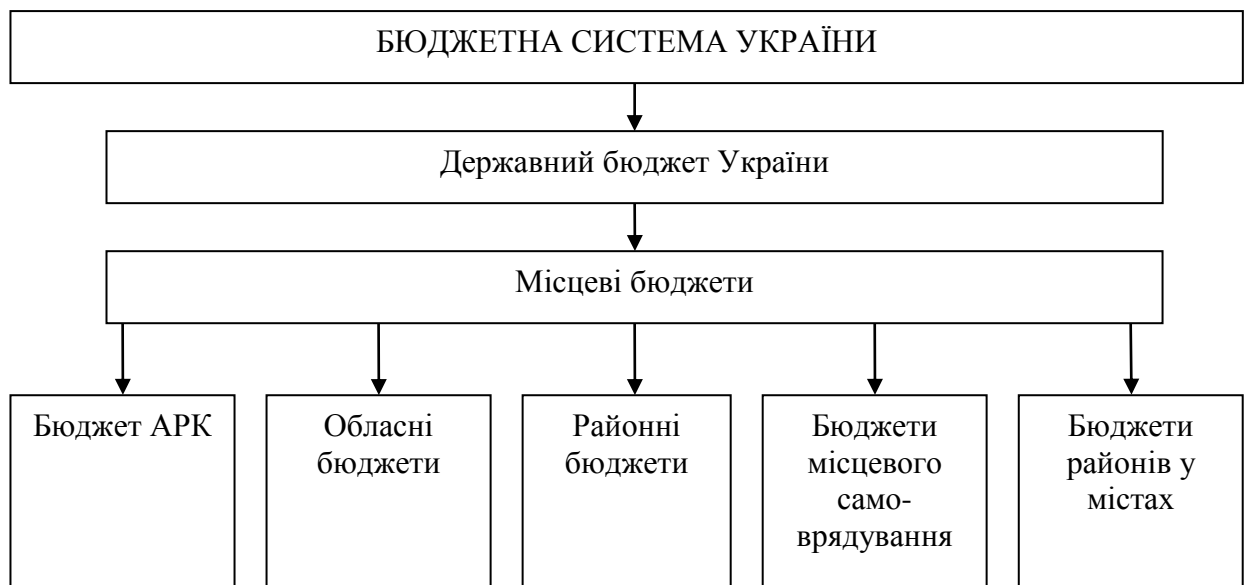 БЮДЖЕТНА СИСТЕМА УКРАЇНИ
Державний бюджет України
Місцеві бюджети
Бюджет АРК
Обласні
бюджети
Районні
бюджети
Бюджети
місцевого
само-
врядування
Бюджети
районів у
містах